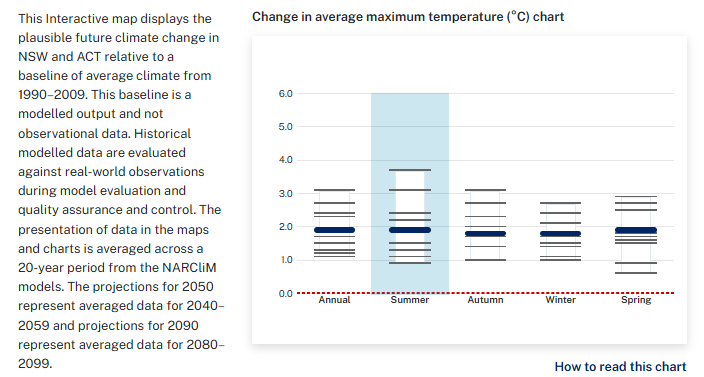 This Interactive map displays the
plausible future climate change in
NSW and ACT relative to a
baseline of average climate from
1990–2009. This baseline is a
modelled output and not
observational data. Historical
modelled data are evaluated
against real-world observations
during model evaluation and
quality assurance and control. The
presentation of data in the maps
and charts is averaged across a
20-year period from the NARCliM
models. The projections for 2050
represent averaged data for 2040–
2059 and projections for 2090
represent averaged data for 2080–
2099.
Change in average maximum temperature (°C) chart
6.0
5.0
4.0
3.0
2.0
1.0
0.0
Annual Summer Autumn Winter Spring
How to read this chart